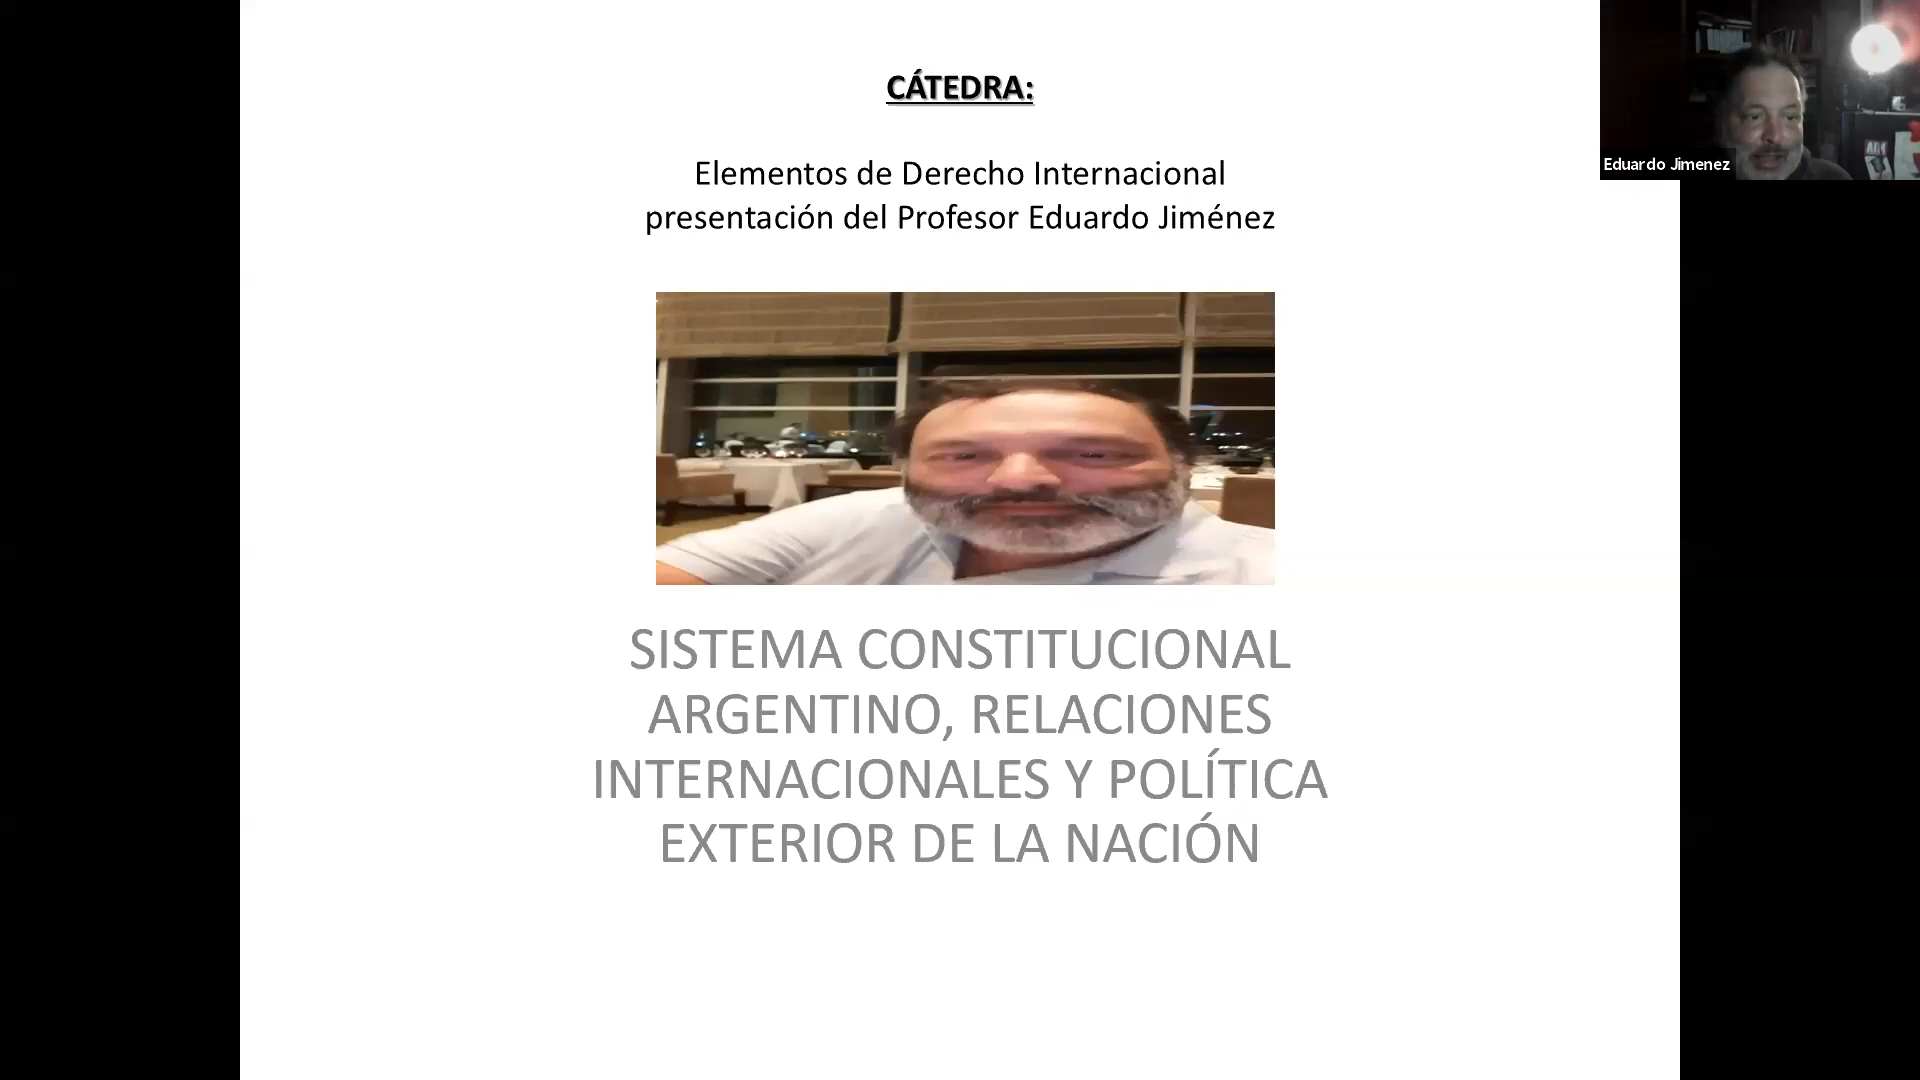 CÁTEDRA:
Elementos de Derecho Internacional
presentación del Profesor Eduardo Jiménez
SISTEMA CONSTITUCIONAL
ARGENTINO, RELACIONES
INTERNACIONALES Y POLÍTICA
EXTERIOR DE LA NACIÓN
Eduardo Jimenez